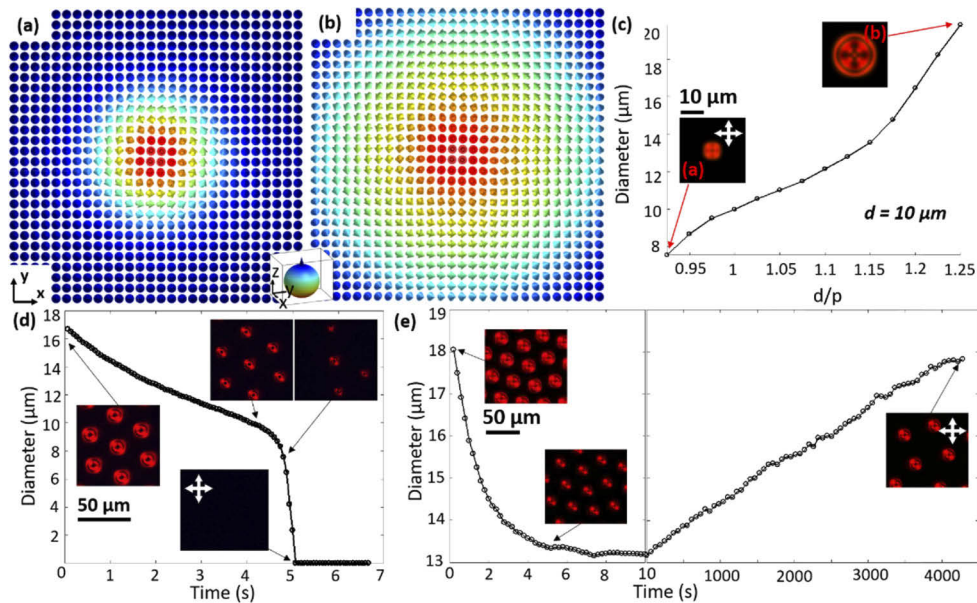 (a)
y
x
z
y
x
(b)
(c)
20
18
16
14
12
10
8
Diameter (μm)
10 μm
(a)
(b)
d = 10 μm
0.95
1
1.05
1.1
1.15
1.2
1.25
d/p
(d)
18
16
14
12
10
8
6
4
2
Diameter (μm)
50 μm
0
1
2
3
4
5
6
7
Time (s)
(e)
19
18
17
16
15
14
13
Diameter (μm)
50 μm
0
2
4
6
8
10
1000
2000
3000
4000
Time (s)